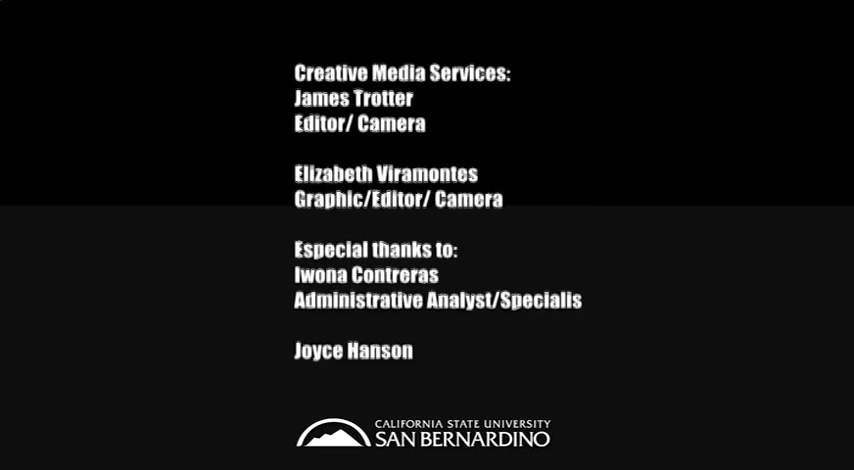 Creative Media Services:
James Trotter
Editor/ Camera
Elizabeth Viramontes
Graphic/Editor/ Camera
Especial thanks to:
Iwona Contreras
Administrative Analyst/Specialis
Joyce Hanson
CALIFORNIA STATE UNIVERSITY
SAN BERNARDINO